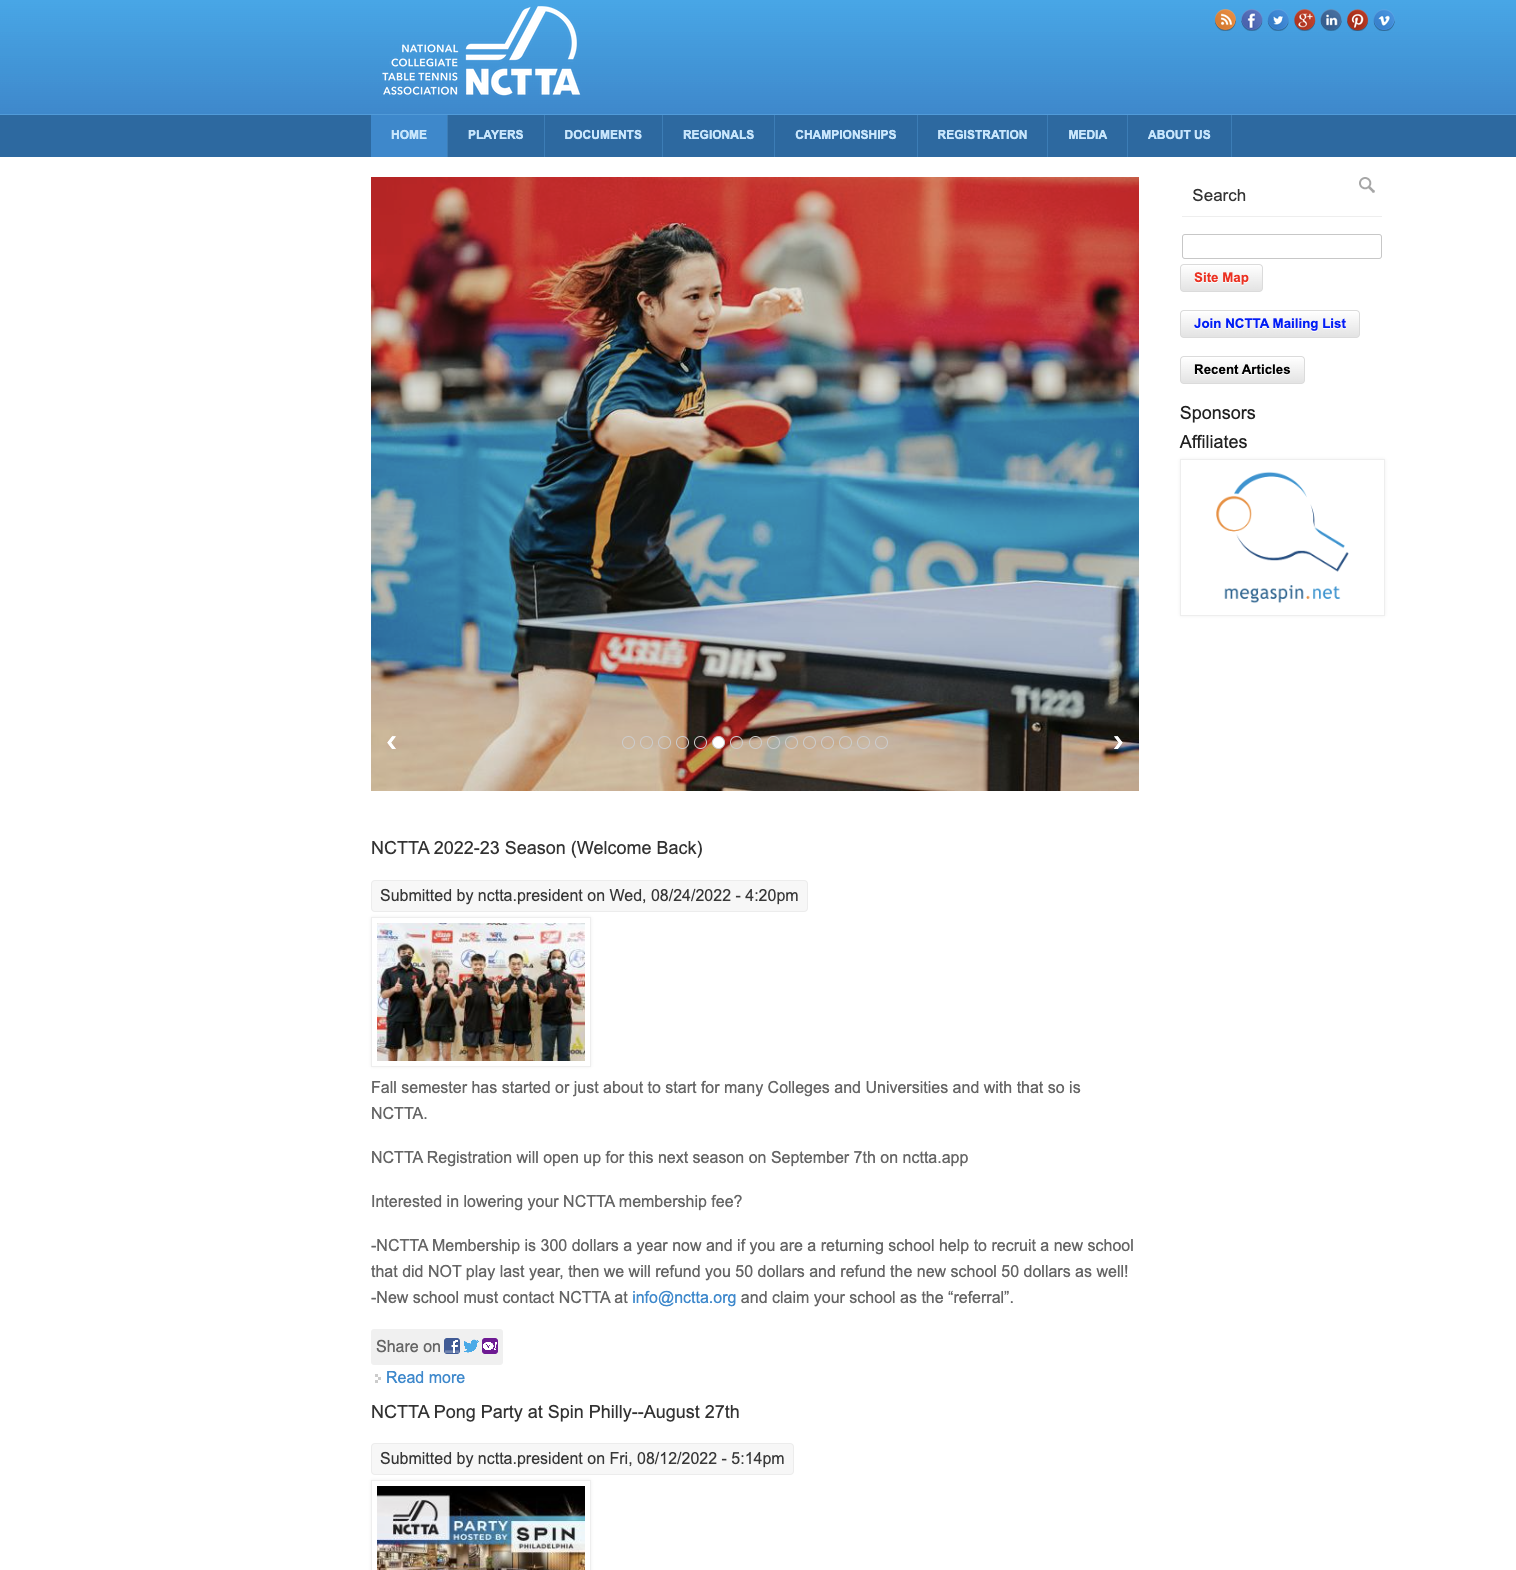 NATIONAL
COLLEGIATE
TABLE TENNIS
ASSOCIATION
NCTTA
HOME PLAYERS DOCUMENTS REGIONALS CHAMPIONSHIPS REGISTRATION MEDIA ABOUT US
Search
Site Map
Join NCTTA Mailing List
Recent Articles
Sponsors
Affiliates
megaspin.net
DHS
T1223
NCTTA 2022-23 Season (Welcome Back)
Submitted by nctta.president on Wed, 08/24/2022 - 4:20pm
Fall semester has started or just about to start for many Colleges and Universities and with that so is
NCTTA.
NCTTA Registration will open up for this next season on September 7th on nctta.app
Interested in lowering your NCTTA membership fee?
-NCTTA Membership is 300 dollars a year now and if you are a returning school help to recruit a new school
that did NOT play last year, then we will refund you 50 dollars and refund the new school 50 dollars as well!
-New school must contact NCTTA at info@nctta.org and claim your school as the “referral”.
Share on
Read more
NCTTA Pong Party at Spin Philly--August 27th
Submitted by nctta.president on Fri, 08/12/2022 - 5:14pm
NCTTA
PARTY
HOSTED BY
SPIN
PHILADELPHIA